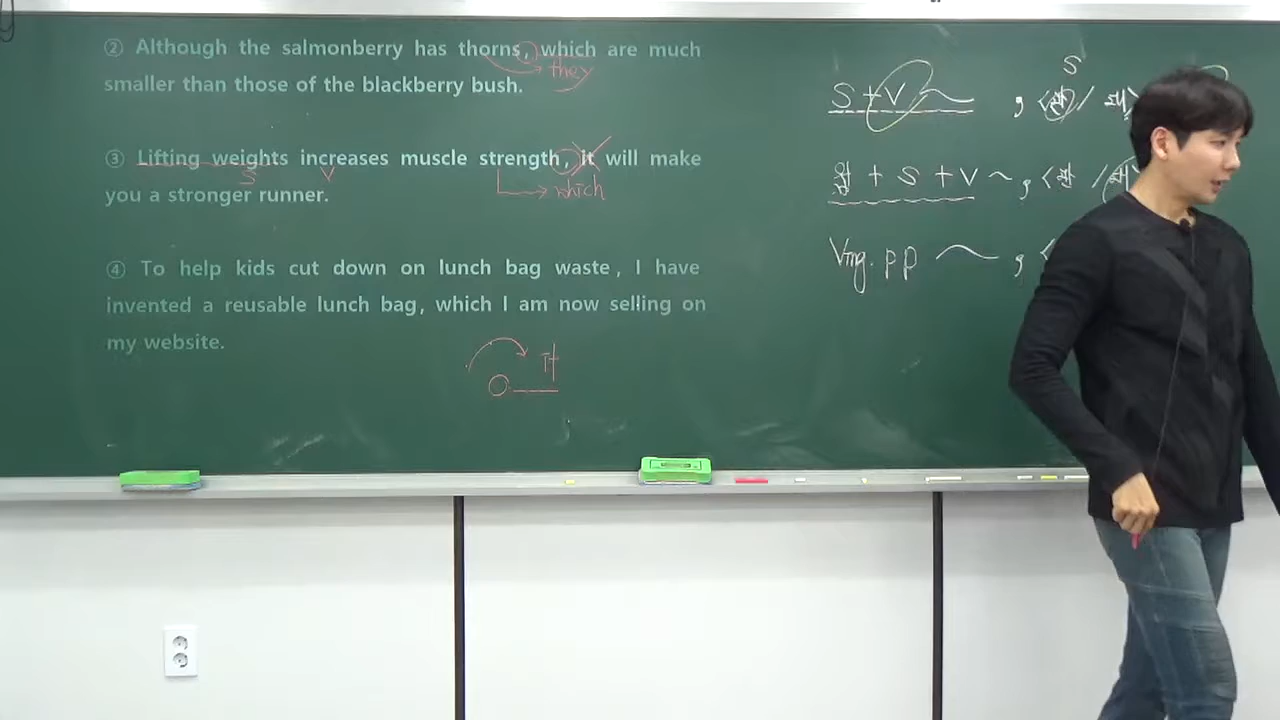 ② Although the salmonberry has thorns, which are much
they
smaller than those of the blackberry bush.
③ Lifting weights increases muscle strength, it will make
S V
which
you a stronger runner.
④ To help kids cut down on lunch bag waste, I have
invented a reusable lunch bag, which I am now selling on
my website.
S
S + V ,
+ S + V ~ ,
Ving. pp ,